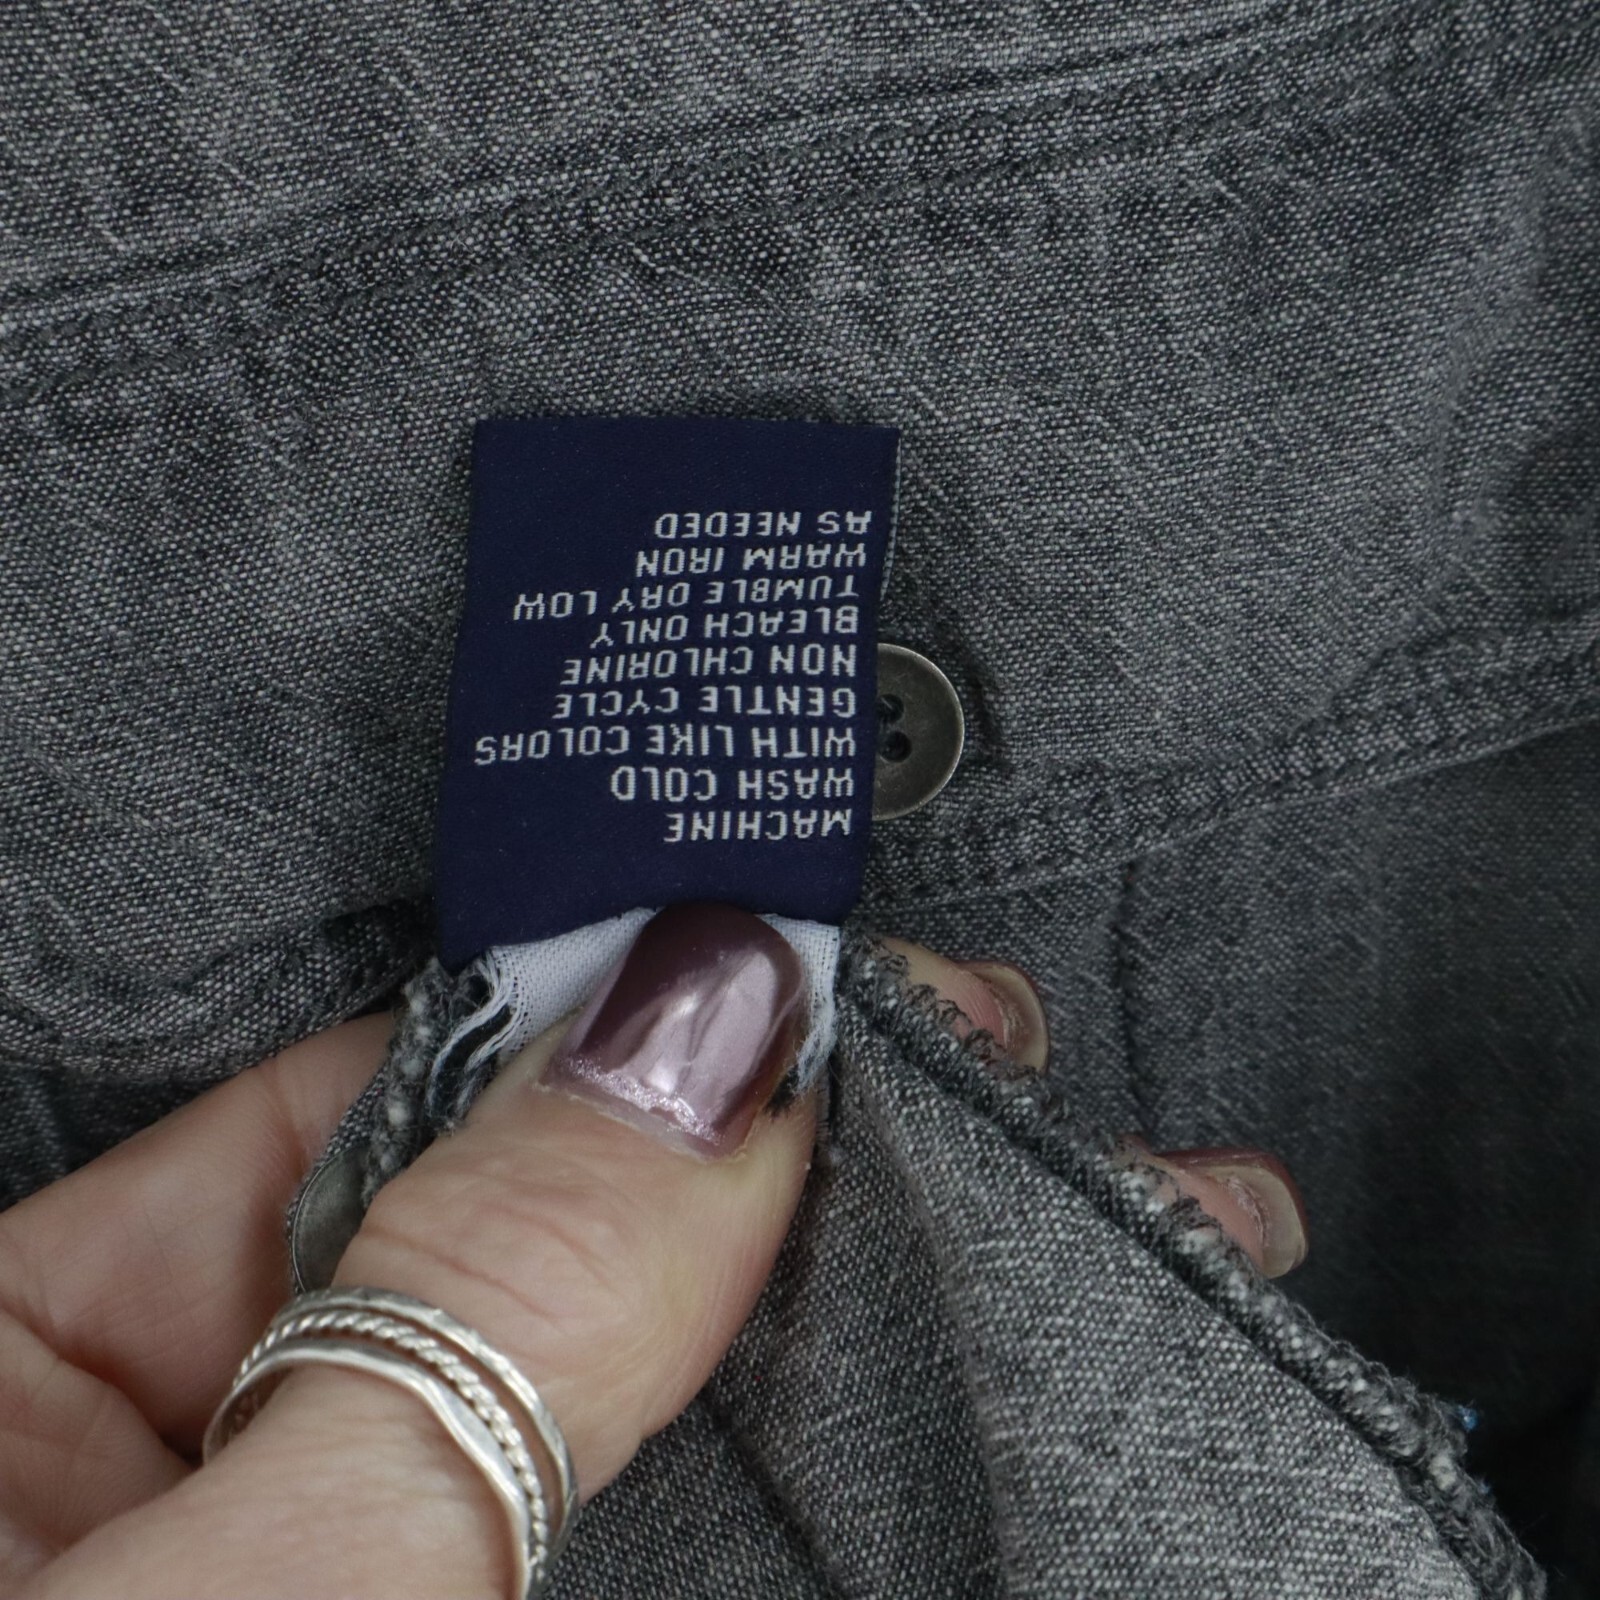 MACHINE
WASH COLD
WITH LIKE COLORS
GENTLE CYCLE
NON CHLORINE
BLEACH ONLY
TUMBLE DRY LOW
WARM IRON
AS NEEDED